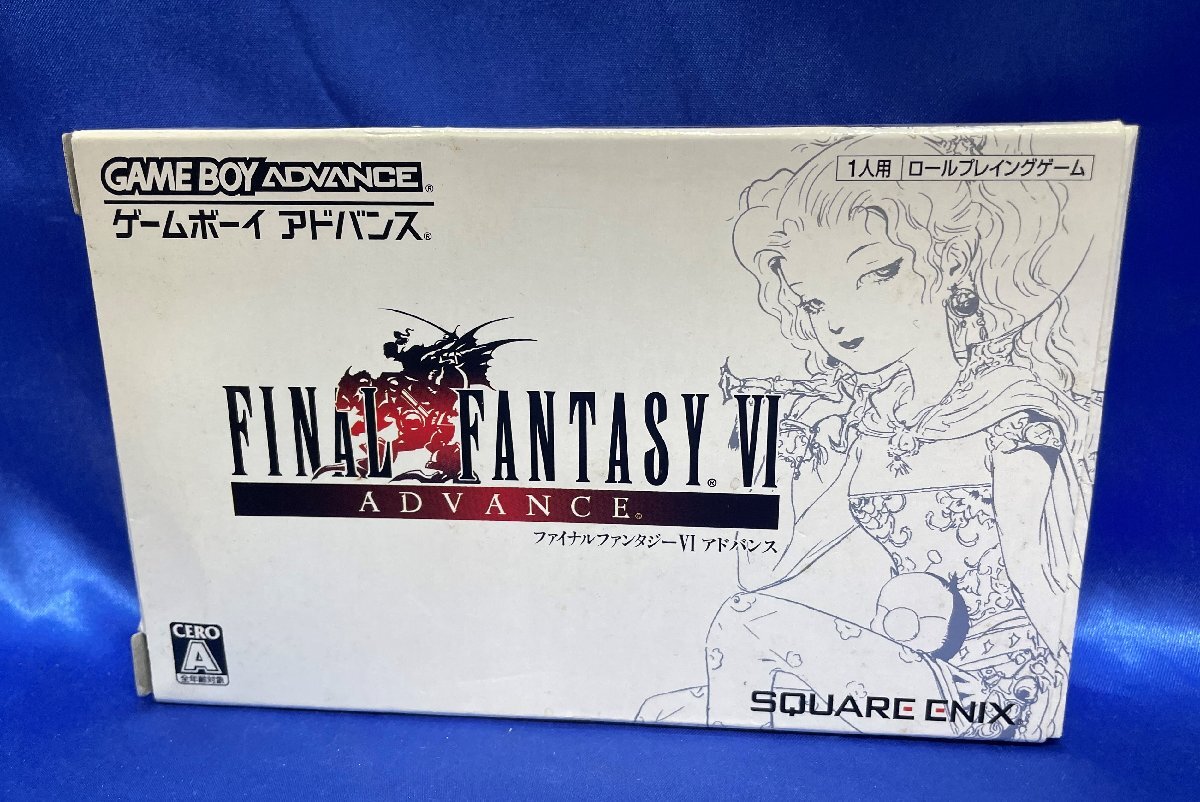 GAME BOY ADVANCE®
ゲームボーイ アドバンス®
1人用 ロールプレイングゲーム
FINAL FANTASY® VI
ADVANCE
ファイナルファンタジーVI アドバンス
CERO
A
全年齢対象
SQUARE ENIX